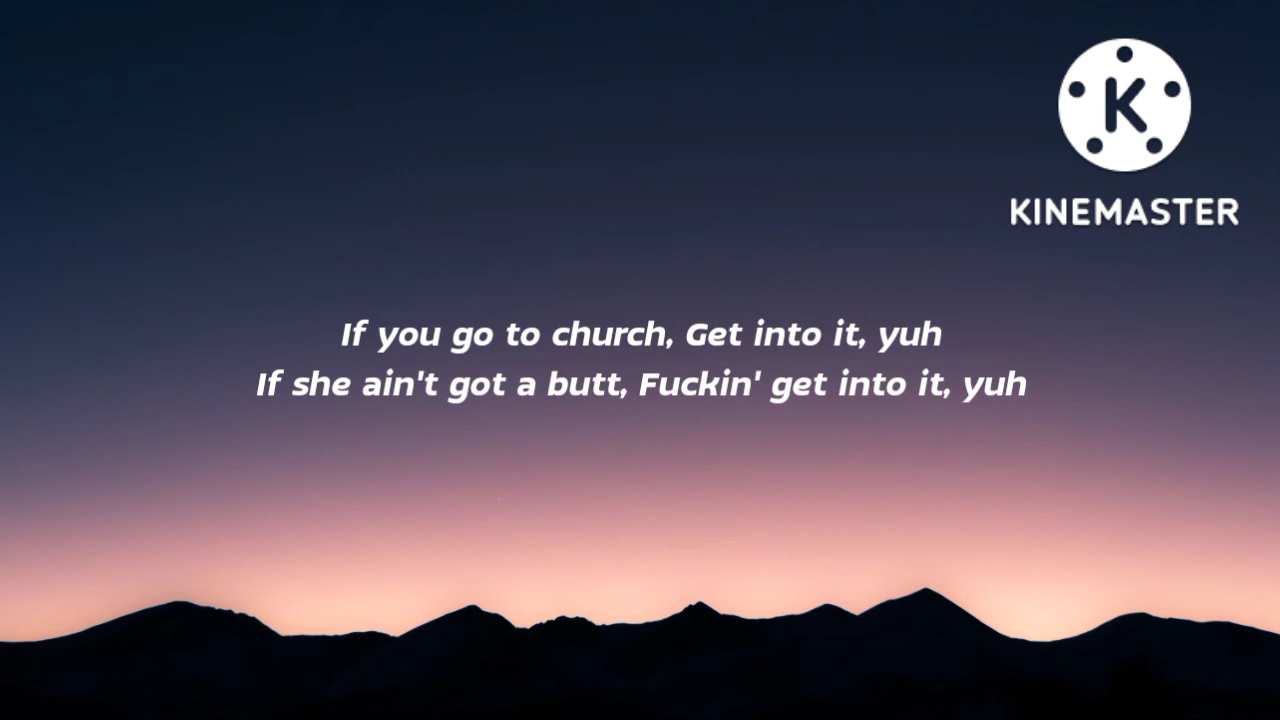 K
KINEMASTER
If you go to church, Get into it, yuh
If she ain't got a butt, Fuckin' get into it, yuh